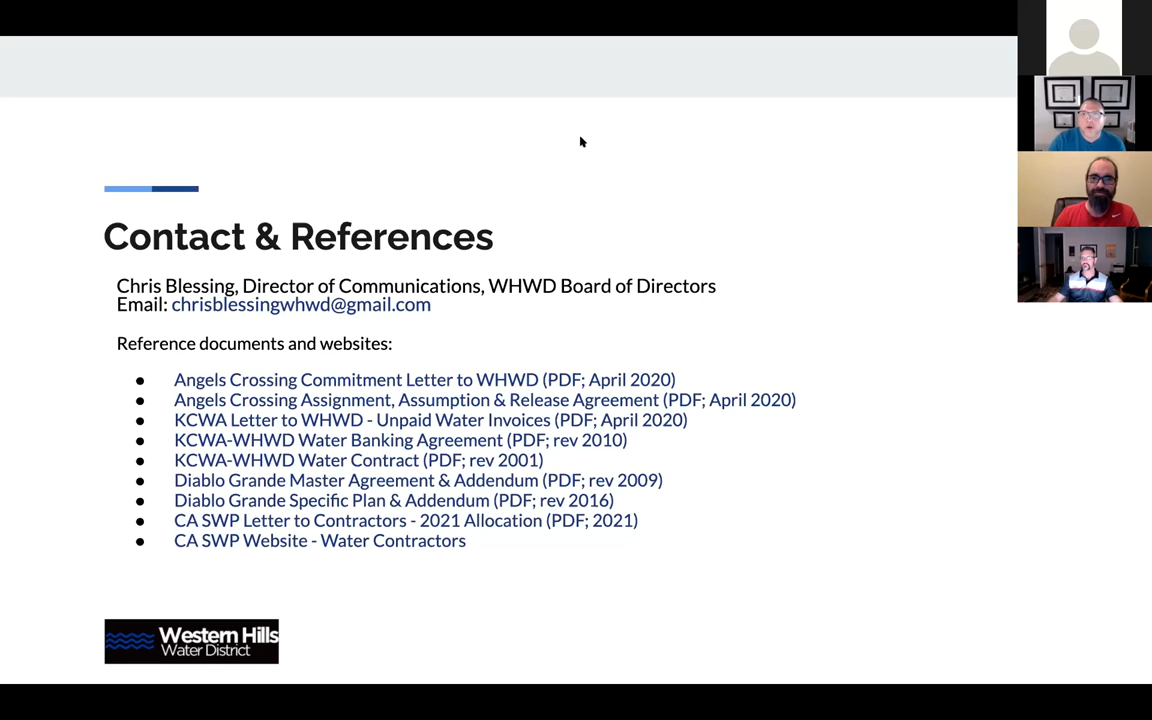 Contact & References
Chris Blessing, Director of Communications, WHWD Board of Directors
Email: chrisblessingwhwd@gmail.com
Reference documents and websites:
● Angels Crossing Commitment Letter to WHWD (PDF; April 2020)
● Angels Crossing Assignment, Assumption & Release Agreement (PDF; April 2020)
● KCWA Letter to WHWD - Unpaid Water Invoices (PDF; April 2020)
● KCWA-WHWD Water Banking Agreement (PDF; rev 2010)
● KCWA-WHWD Water Contract (PDF; rev 2001)
● Diablo Grande Master Agreement & Addendum (PDF; rev 2009)
● Diablo Grande Specific Plan & Addendum (PDF; rev 2016)
● CA SWP Letter to Contractors - 2021 Allocation (PDF; 2021)
● CA SWP Website - Water Contractors
Western Hills
Water District